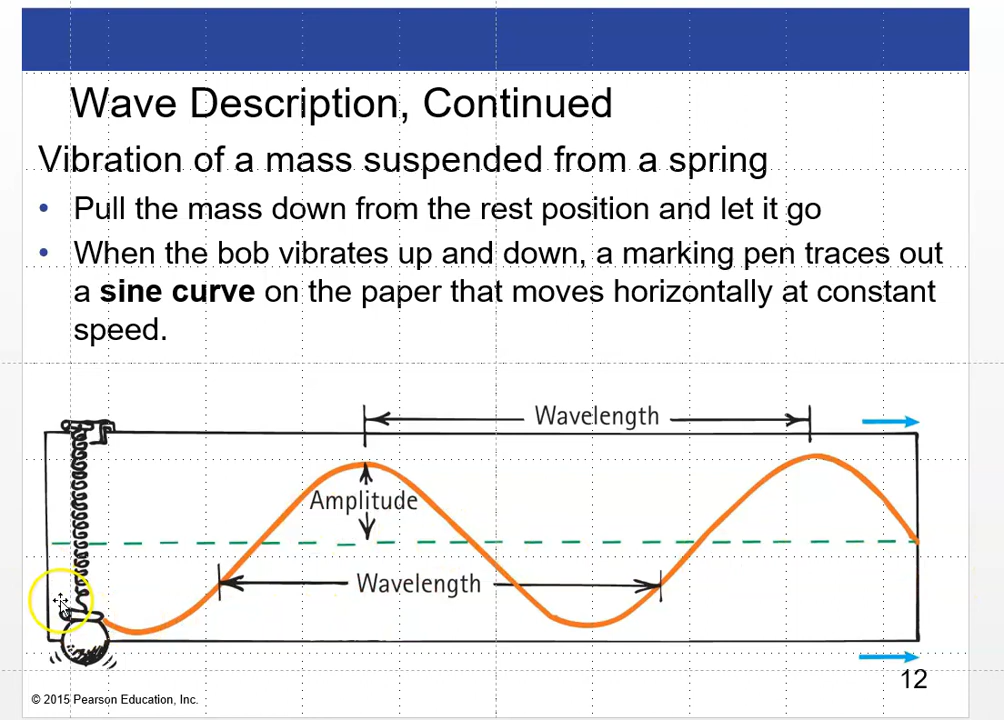 Wave Description, Continued
Vibration of a mass suspended from a spring
• Pull the mass down from the rest position and let it go
• When the bob vibrates up and down, a marking pen traces out
a sine curve on the paper that moves horizontally at constant
speed.
Wavelength
Amplitude
Wavelength
12
© 2015 Pearson Education, Inc.